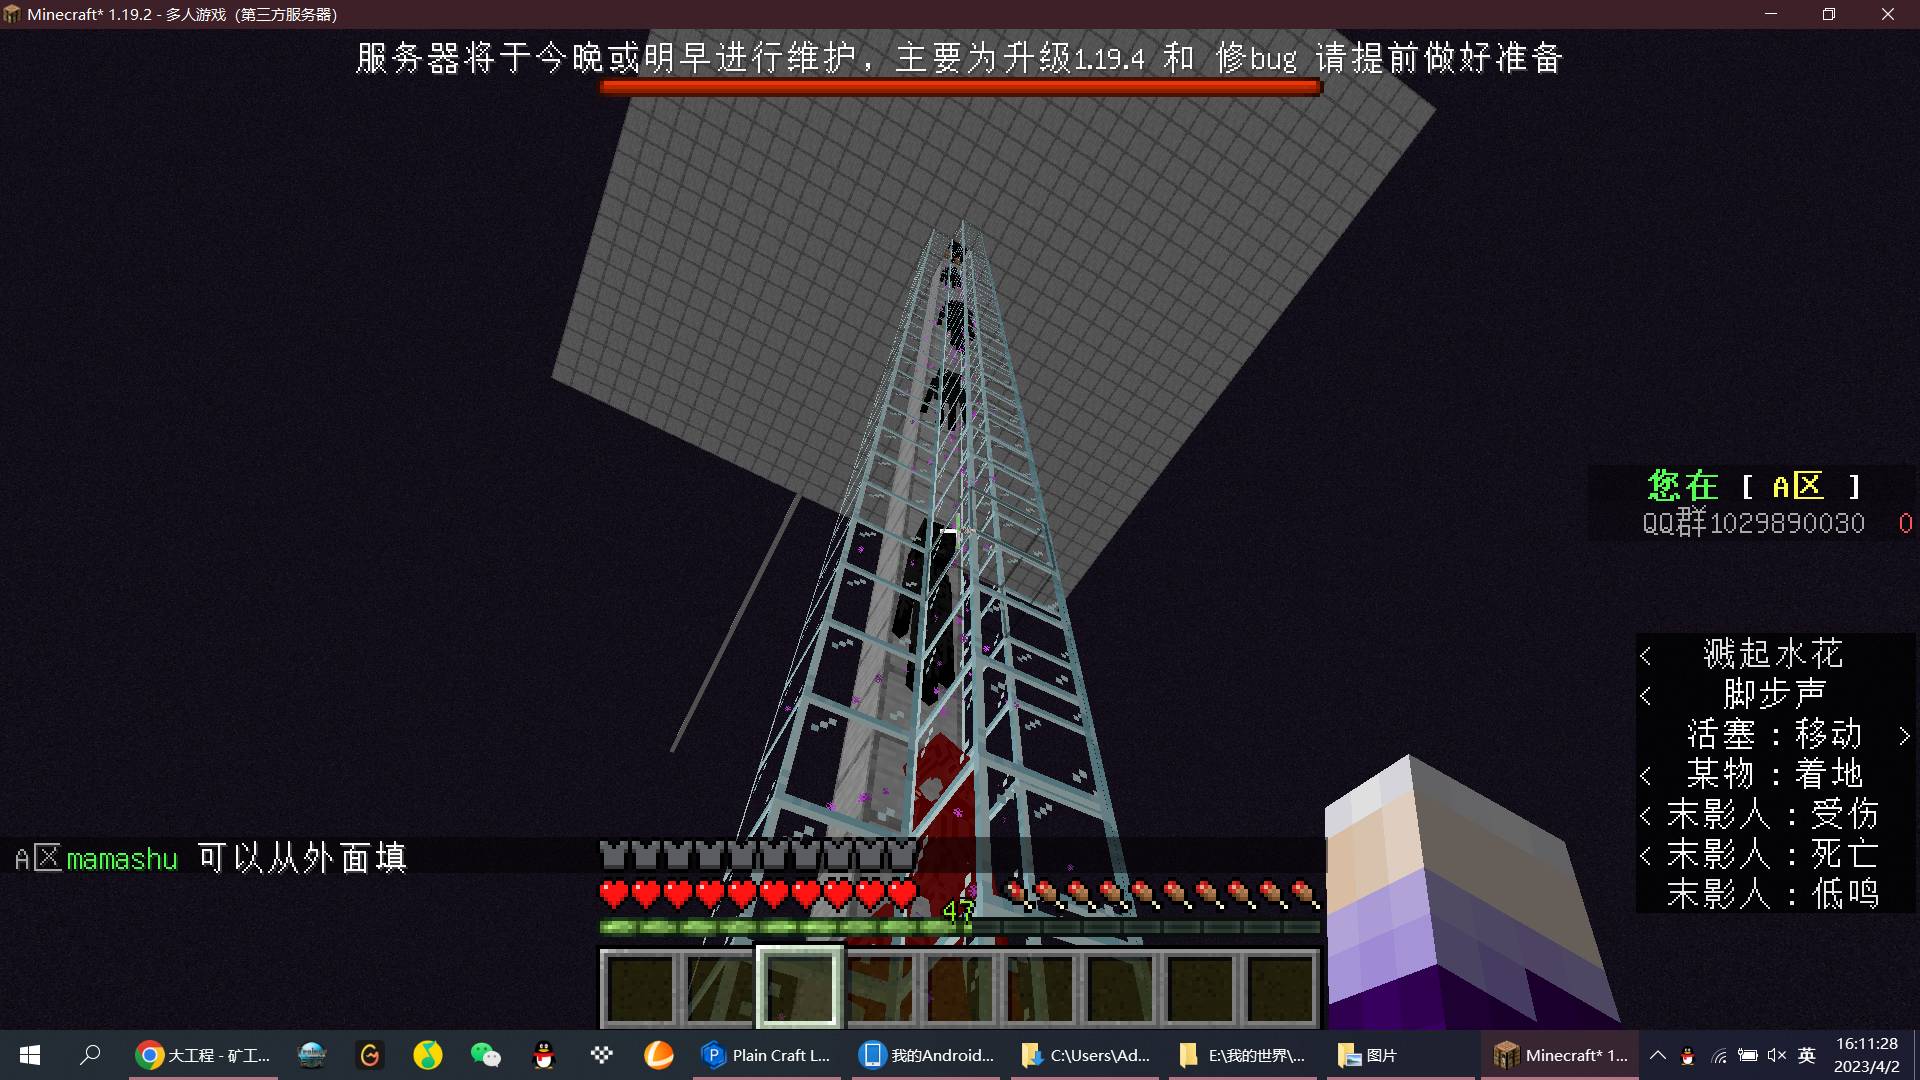 Minecraft* 1.19.2 - 多人游戏（第三方服务器）
服务器将于今晚或明早进行维护，主要为升级1.19.4 和 修bug 请提前做好准备
您在 [ A区 ]
QQ群1029890030 0
< 溅起水花
< 脚步声
活塞：移动 >
< 某物：着地
< 末影人：受伤
< 末影人：死亡
末影人：低鸣
A区mamashu 可以从外面填
47
大工程 - 矿工...
Plain Craft L...
我的Android...
C:\Users\Ad...
E:\我的世界\...
图片
Minecraft* 1...
英
16:11:28
2023/4/2